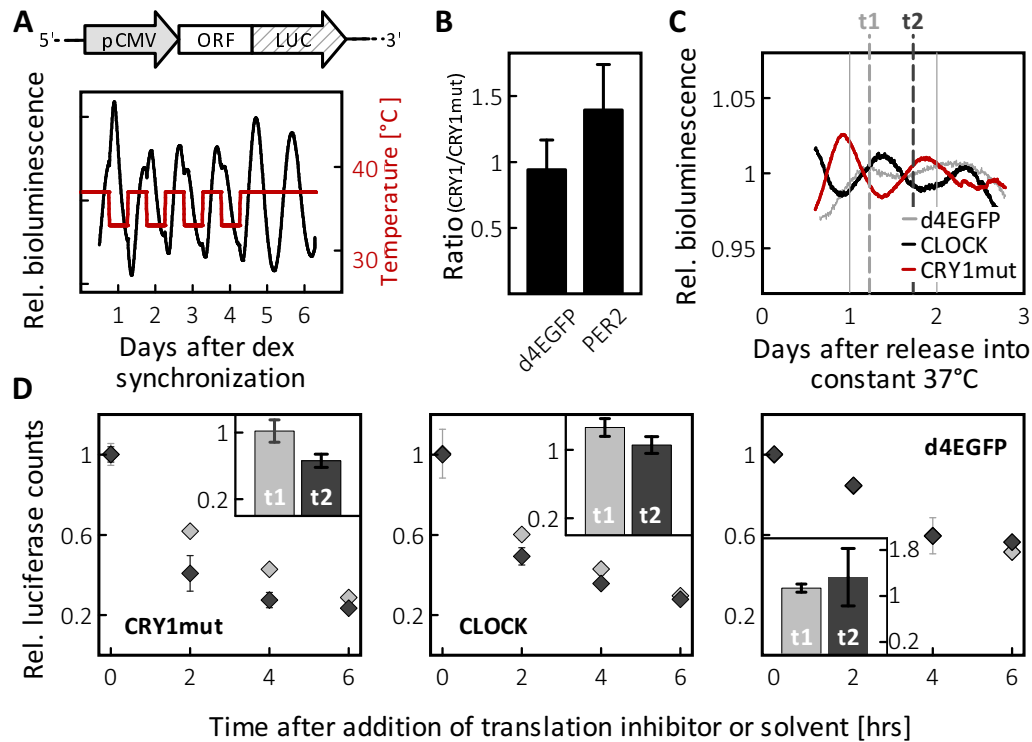 A
5'
pCMV
ORF
LUC
3'
Rel. bioluminescence
40
30
Temperature [°C]
1 2 3 4 5 6
Days after dex
synchronization
B
Ratio (CRY1/CRY1mut)
1.5
1
0.5
d4EGFP
PER2
C
t1
t2
Rel. bioluminescence
1.05
1
0.95
d4EGFP
CLOCK
CRY1mut
0 1 2 3
Days after release into
constant 37°C
D
Rel. luciferase counts
1
0.6
0.2
1
0.2
t1 t2
CRY1mut
0 2 4 6
1
0.6
0.2
1
0.2
t1 t2
CLOCK
0 2 4 6
1
0.6
0.2
d4EGFP
1.8
1
0.2
t1 t2
0 2 4 6
Time after addition of translation inhibitor or solvent [hrs]